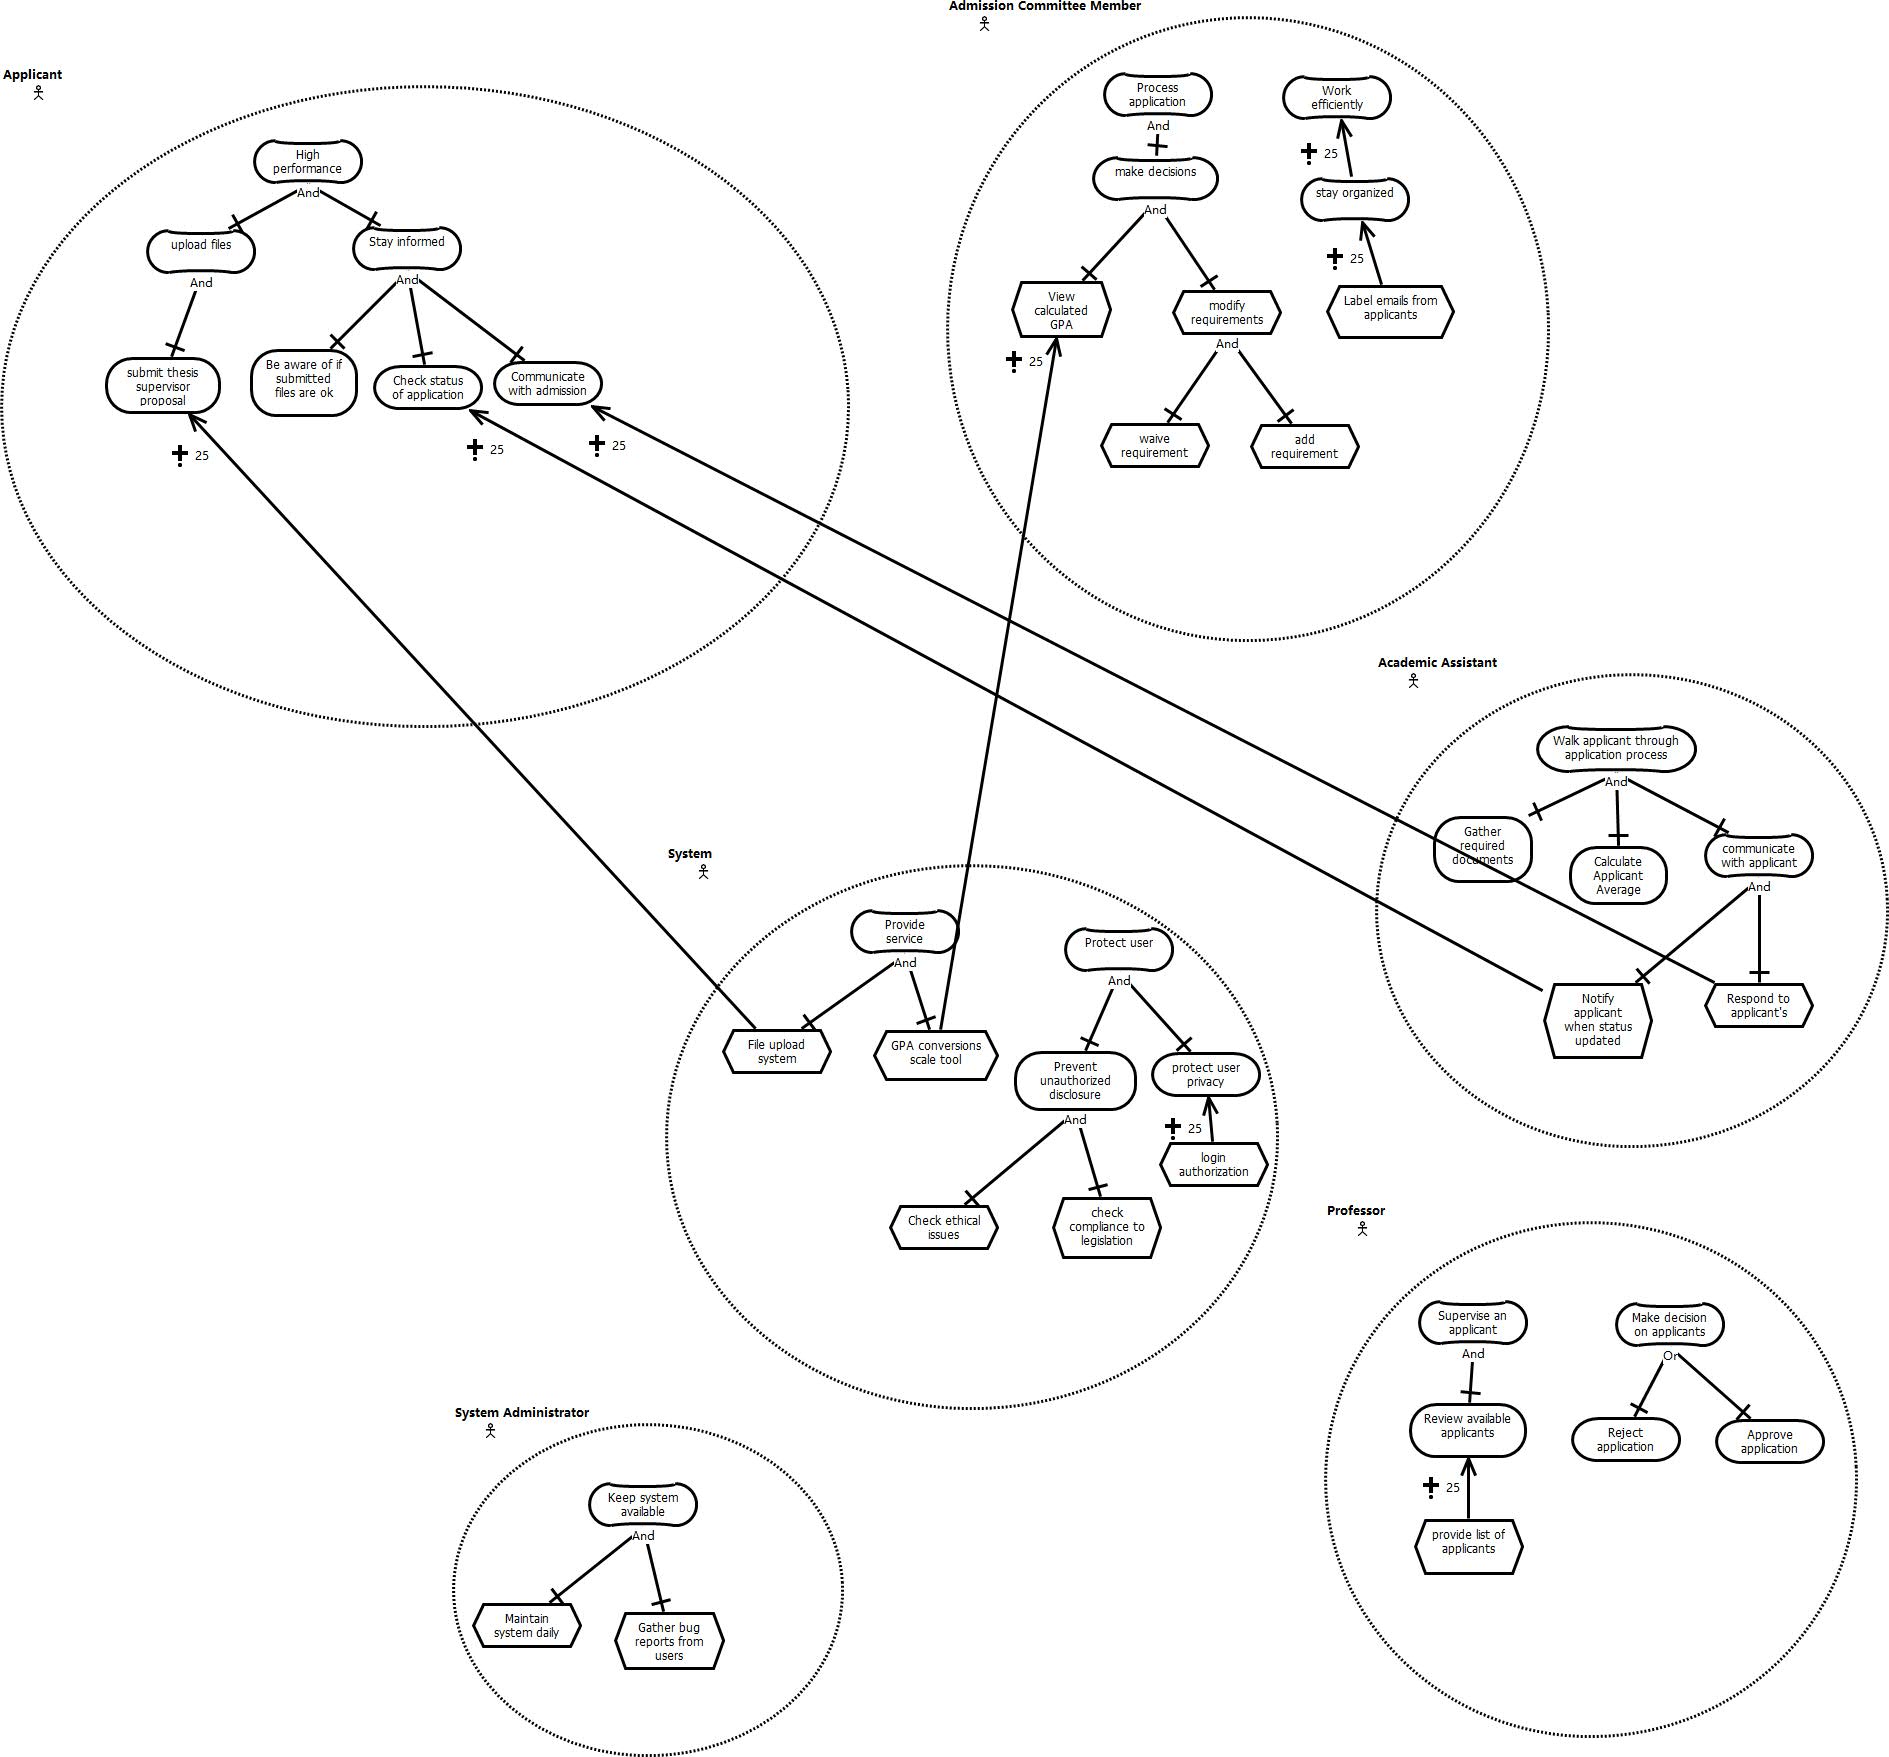 Admission Committee Member
Process
application
And
make decisions
And
View
calculated
GPA
25
modify
requirements
And
waive
requirement
add
requirement
Work
efficiently
25
stay organized
25
Label emails from
applicants
Applicant
High
performance
And
upload files
And
submit thesis
supervisor
proposal
25
Stay informed
And
Be aware of if
submitted
files are ok
Check status
of application
25
Communicate
with admission
25
Academic Assistant
Walk applicant through
application process
And
Gather
required
documents
Calculate
Applicant
Average
communicate
with applicant
And
Notify
applicant
when status
updated
Respond to
applicant's
System
Provide
service
And
File upload
system
GPA conversions
scale tool
Protect user
And
Prevent
unauthorized
disclosure
And
Check ethical
issues
check
compliance to
legislation
protect user
privacy
25
login
authorization
Professor
Supervise an
applicant
And
Review available
applicants
25
provide list of
applicants
Make decision
on applicants
Or
Reject
application
Approve
application
System Administrator
Keep system
available
And
Maintain
system daily
Gather bug
reports from
users